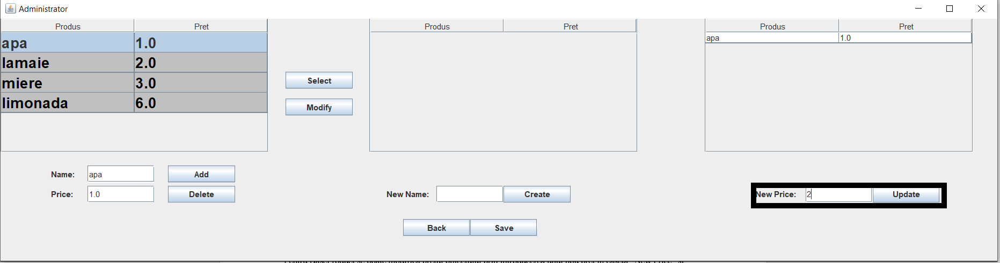 Administrator
Produs Pret
apa 1.0
lamaie 2.0
miere 3.0
limonada 6.0
Select
Modify
Produs Pret
Produs Pret
apa 1.0
Name: apa Add
Price: 1.0 Delete
New Name: Create
New Price: 2 Update
Back Save